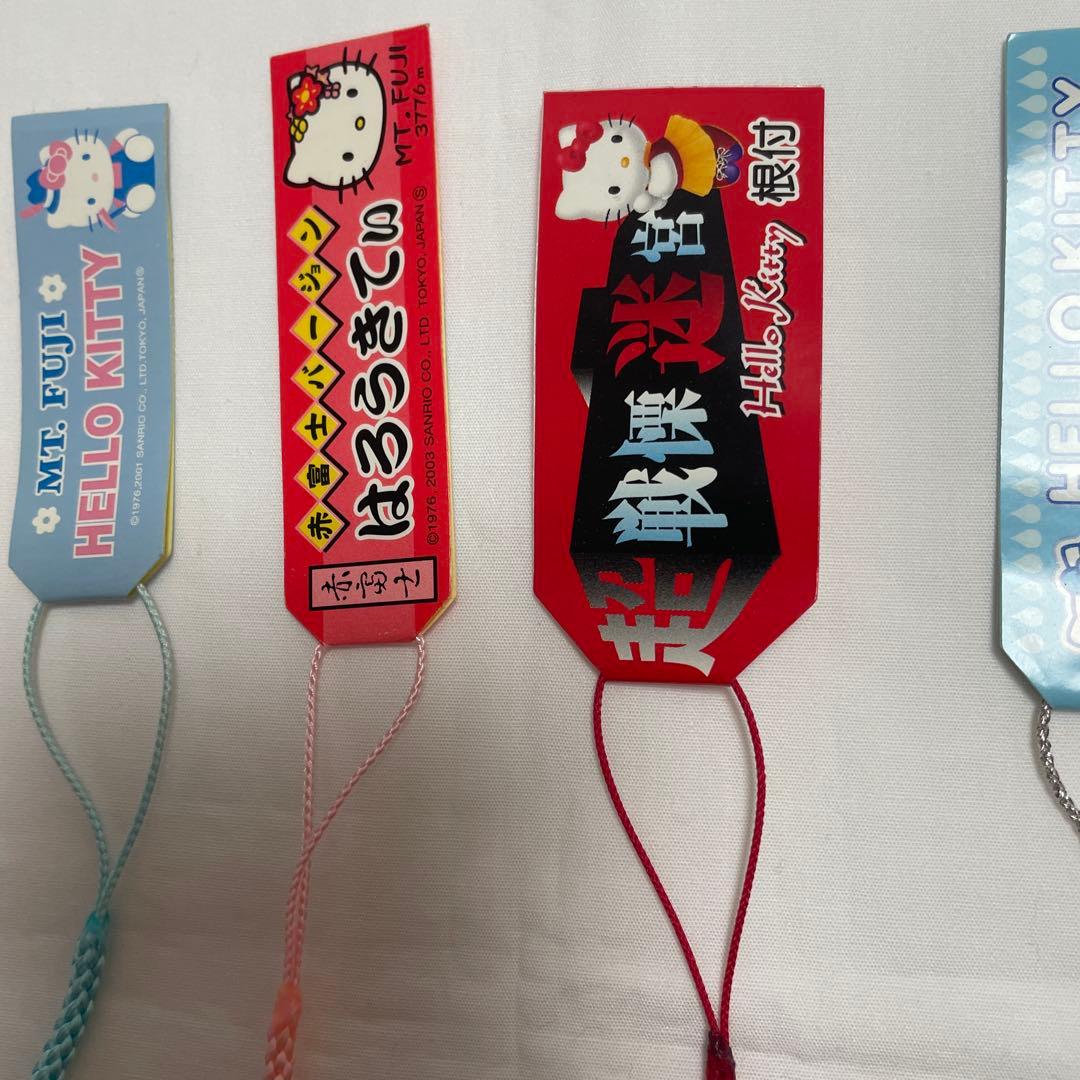 MT. FUJI
HELLO KITTY
©1976,2001 SANRIO CO., LTD.TOKYO, JAPAN Ⓢ
MT. FUJI
3776m
赤富士バージョン
はろうきてぃ
©1976, 2003 SANRIO CO., LTD. TOKYO, JAPAN Ⓢ
赤富士
超戦慄迷宮
Hello Kitty 根付
HELLO KITTY